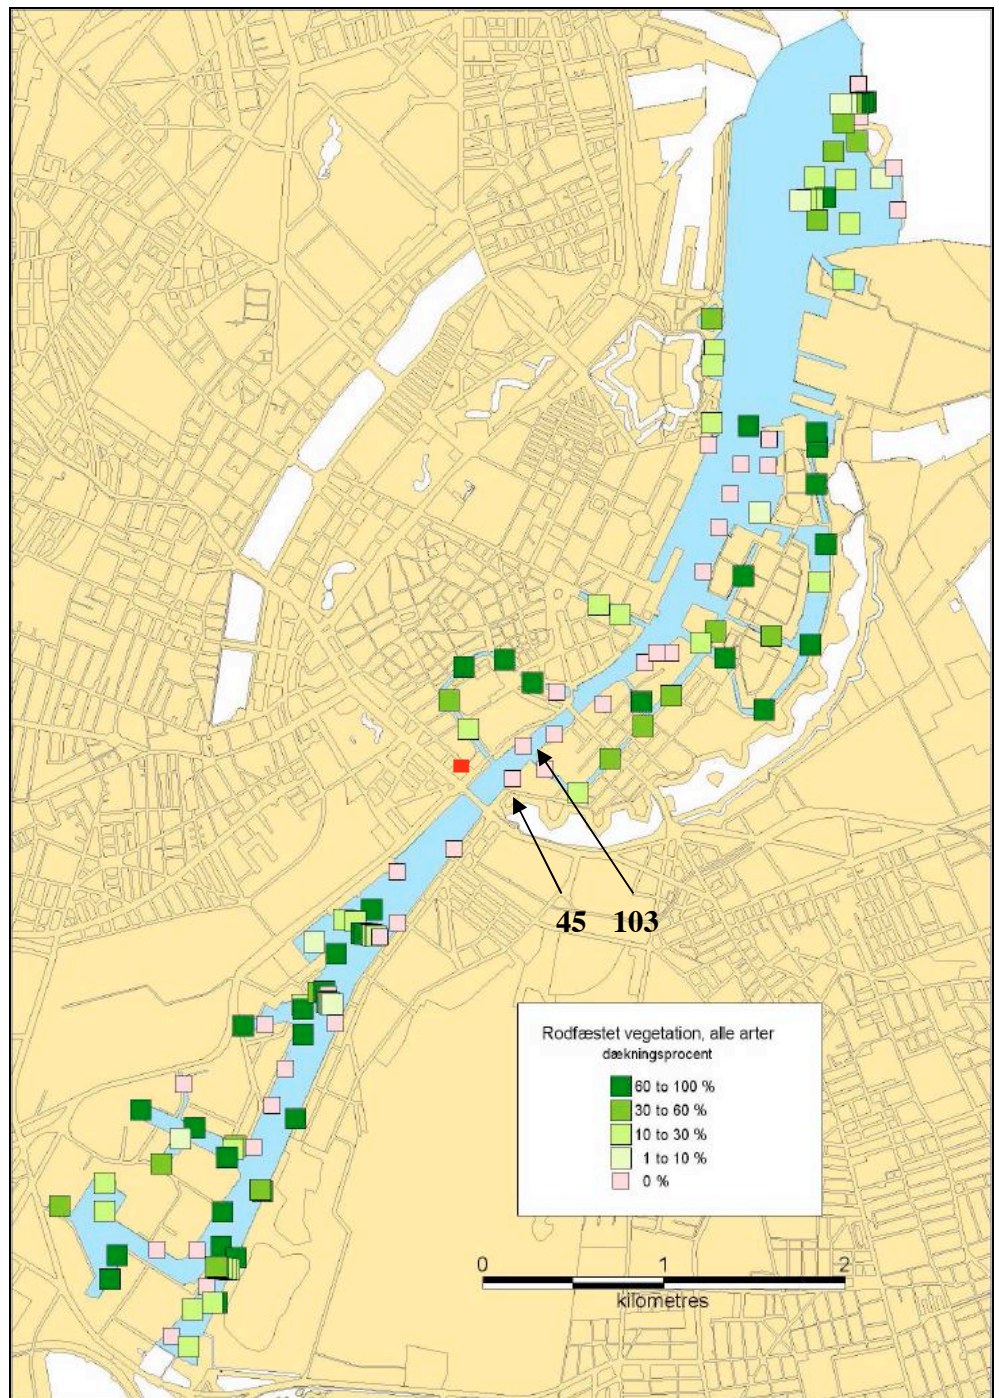 45 103
Rodfæstet vegetation, alle arter
dækningsprocent
60 to 100 %
30 to 60 %
10 to 30 %
1 to 10 %
0 %
0 1 2
kilometres